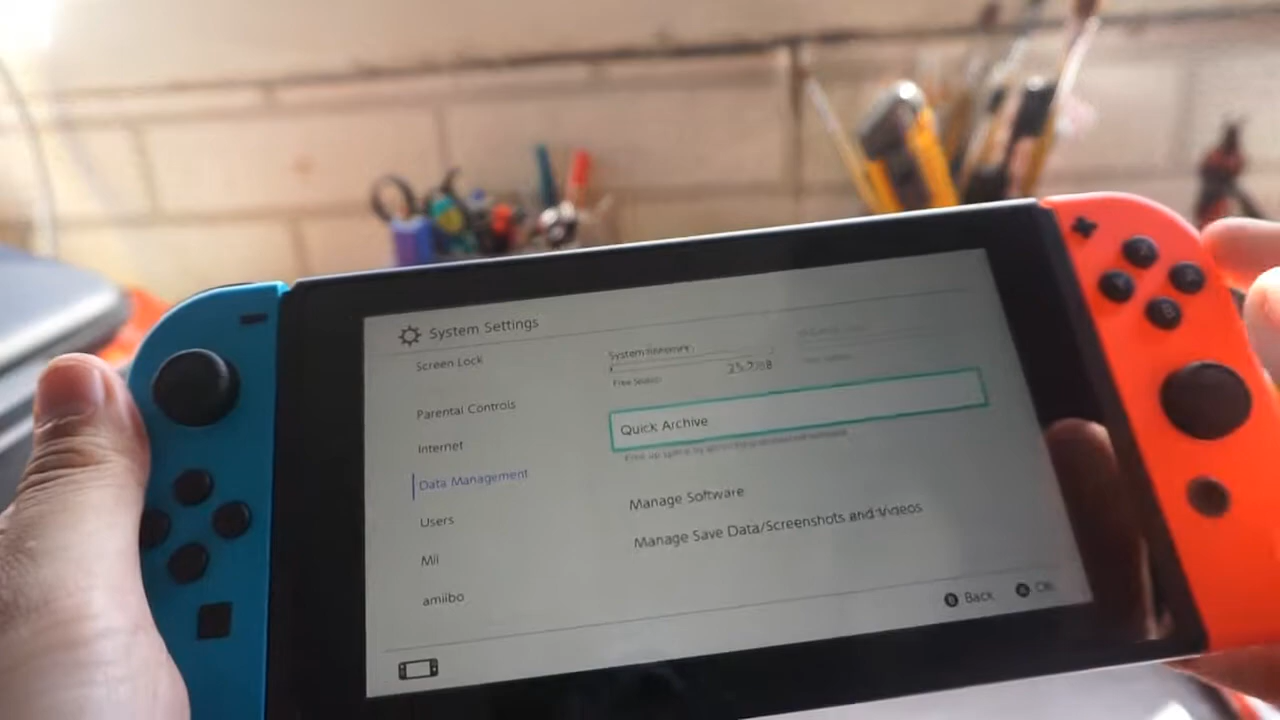 System Settings
Screen Lock
Parental Controls
Internet
Data Management
Users
Mii
amiibo
System Memory
Free Space
Quick Archive
Manage Software
Manage Save Data/Screenshots and Videos
B Back
A OK
B